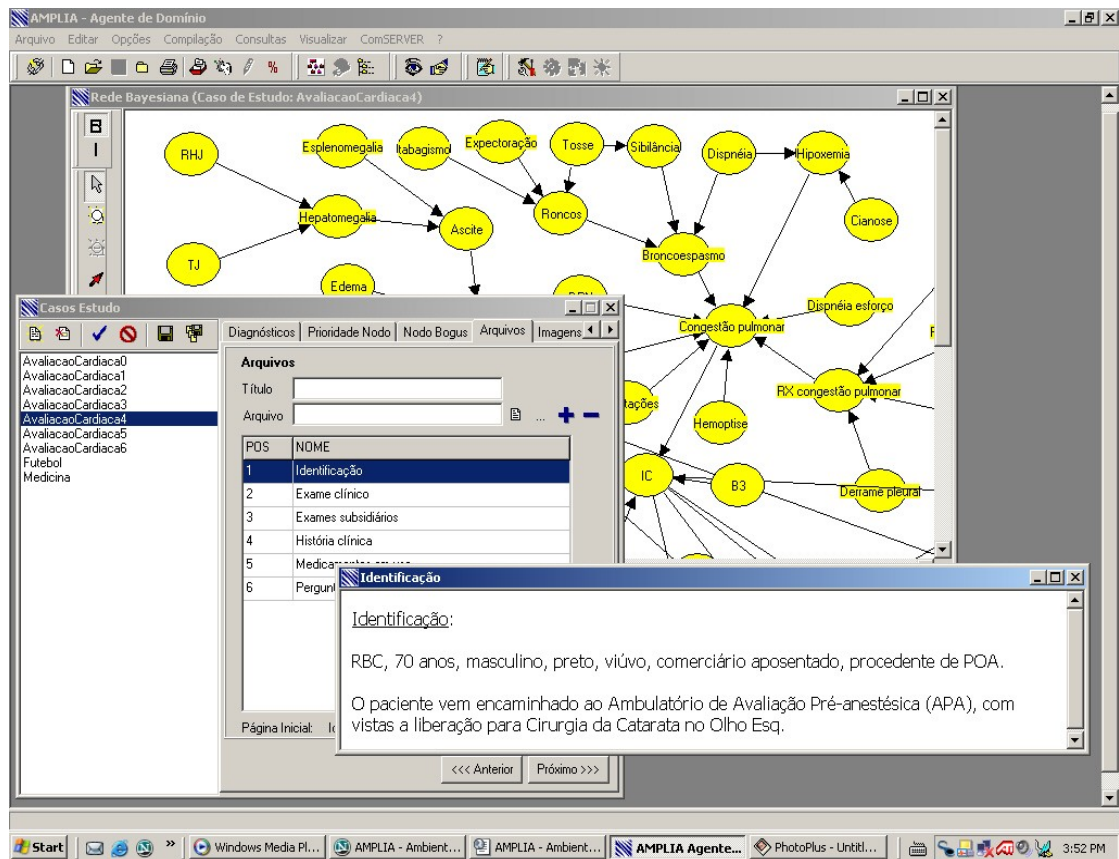 AMPLIA - Agente de Domínio
Arquivo Editar Opções Compilação Consultas Visualizar ComSERVER ?
Rede Bayesiana (Caso de Estudo: AvaliacaoCardiaca4)
B
I
RHJ
Esplenomegalia
Itabagismo
Expectoração
Tosse
Sibilância
Dispnéia
Hipoxemia
Hepatomegalia
Ascite
Roncos
Cianose
TJ
Edema
Broncoespasmo
Congestão pulmonar
Dispnéia esforço
RX congestão pulmonar
tações
Hemoptise
IC
B3
Derrame pleural
Casos Estudo
AvaliacaoCardiaca0
AvaliacaoCardiaca1
AvaliacaoCardiaca2
AvaliacaoCardiaca3
AvaliacaoCardiaca4
AvaliacaoCardiaca5
AvaliacaoCardiaca6
Futebol
Medicina
Diagnósticos Prioridade Nodo Nodo Bogus Arquivos Imagens
Arquivos
Título
Arquivo ...
POS NOME
1 Identificação
2 Exame clínico
3 Exames subsidiários
4 História clínica
5
6
Página Inicial:
<<< Anterior Próximo >>>
Identificação
Identificação:
RBC, 70 anos, masculino, preto, viúvo, comerciário aposentado, procedente de POA.
O paciente vem encaminhado ao Ambulatório de Avaliação Pré-anestésica (APA), com
vistas a liberação para Cirurgia da Catarata no Olho Esq.
Start » Windows Media Pl... AMPLIA - Ambient... AMPLIA - Ambient... AMPLIA Agente... PhotoPlus - Untitl... 3:52 PM